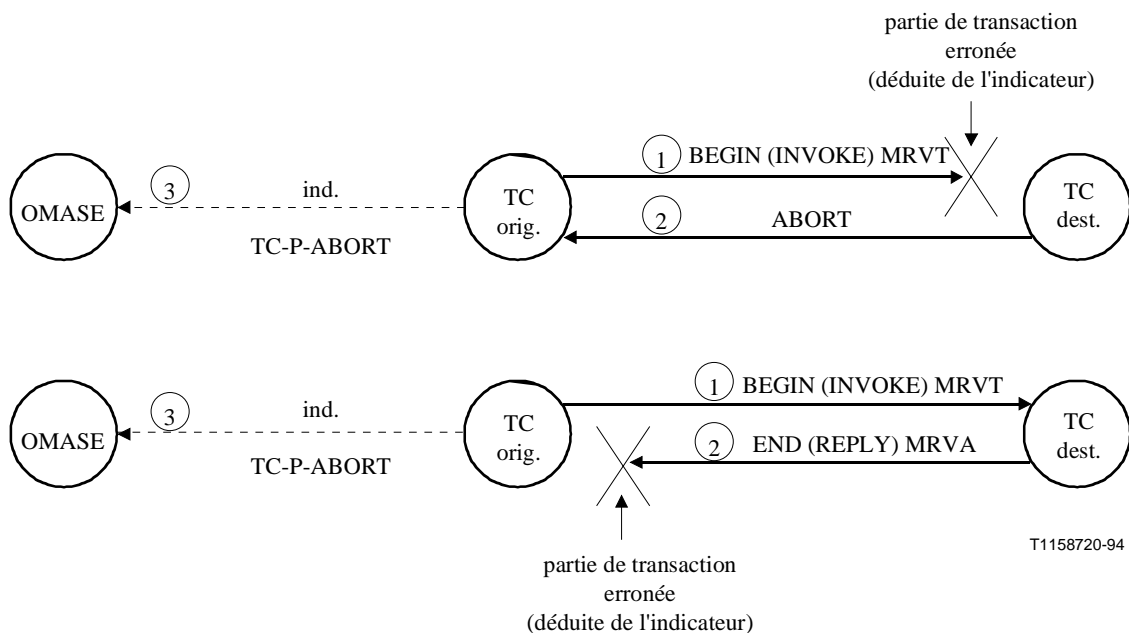 partie de transaction
erronée
(déduite de l'indicateur)
1 BEGIN (INVOKE) MRVT
OMASE
3
ind.
TC-P-ABORT
TC
orig.
2 ABORT
TC
dest.
1 BEGIN (INVOKE) MRVT
OMASE
3
ind.
TC-P-ABORT
TC
orig.
2 END (REPLY) MRVA
TC
dest.
T1158720-94
partie de transaction
erronée
(déduite de l'indicateur)